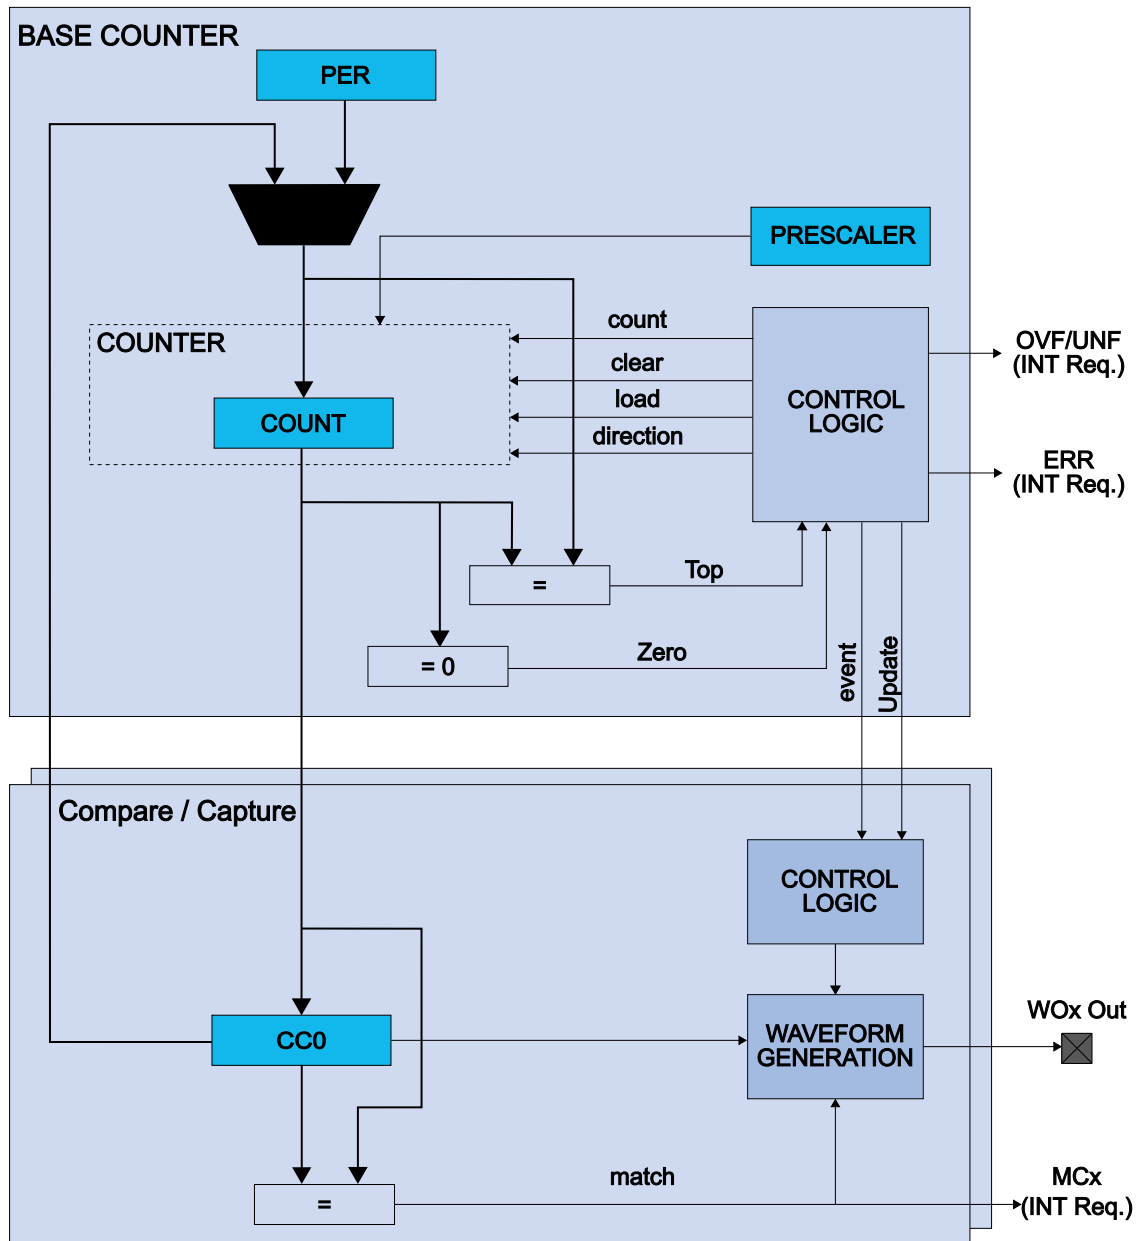 BASE COUNTER
PER
PRESCALER
COUNTER
COUNT
count
clear
load
direction
CONTROL
LOGIC
OVF/UNF
(INT Req.)
ERR
(INT Req.)
=
Top
= 0
Zero
event
Update
Compare / Capture
CONTROL
LOGIC
CC0
WAVEFORM
GENERATION
WOx Out
=
match
MCx
(INT Req.)